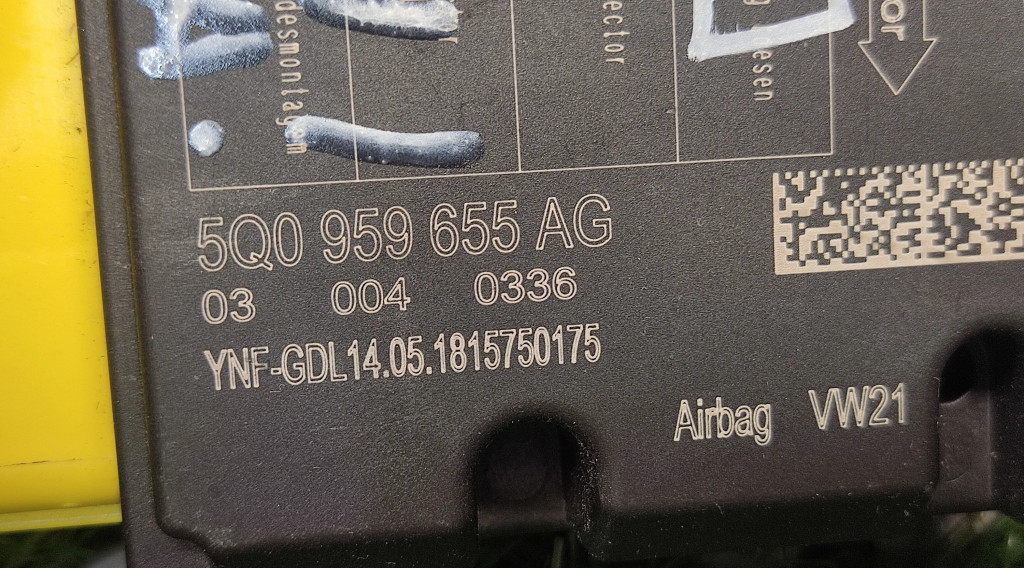 desmontagem
ector
esen
or
5Q0 959 655 AG
03 004 0336
YNF-GDL14.05.1815750175
Airbag VW21